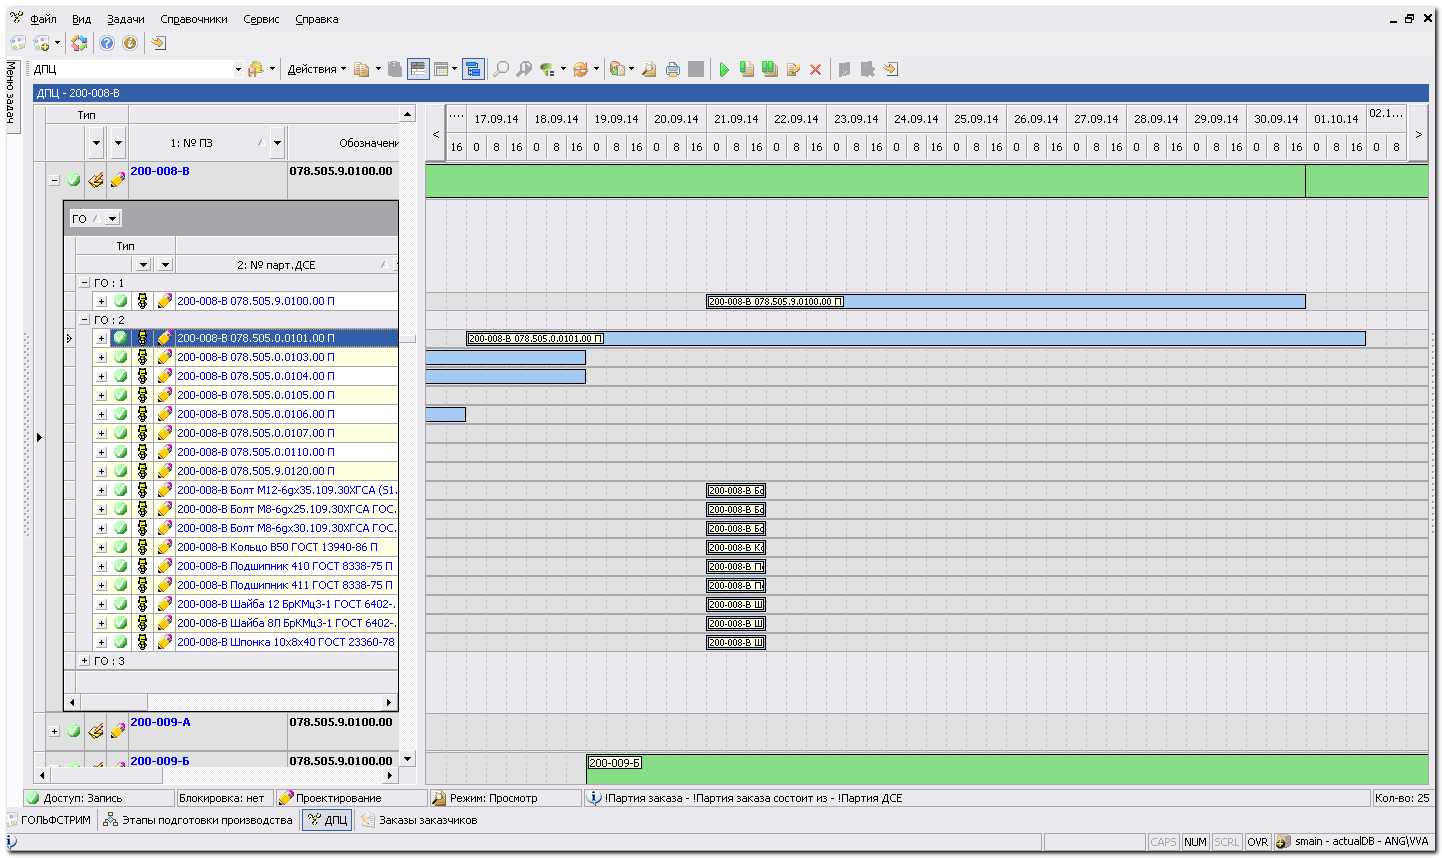 Файл Вид Задачи Справочники Сервис Справка
ДПЦ Действия
Меню задач
ДПЦ - 200-008-В
Тип
1: № ПЗ Обозначени
< .... 17.09.14 18.09.14 19.09.14 20.09.14 21.09.14 22.09.14 23.09.14 24.09.14 25.09.14 26.09.14 27.09.14 28.09.14 29.09.14 30.09.14 01.10.14 02.1... >
16 0 8 16 0 8 16 0 8 16 0 8 16 0 8 16 0 8 16 0 8 16 0 8 16 0 8 16 0 8 16 0 8 16 0 8 16 0 8 16 0 8 16 0 8 16 0 8
200-008-В 078.505.9.0100.00
ГО
Тип
2: № парт.ДСЕ
ГО : 1
200-008-В 078.505.9.0100.00 П 200-008-В 078.505.9.0100.00 П
ГО : 2
200-008-В 078.505.0.0101.00 П 200-008-В 078.505.0.0101.00 П
200-008-В 078.505.0.0103.00 П
200-008-В 078.505.0.0104.00 П
200-008-В 078.505.0.0105.00 П
200-008-В 078.505.0.0106.00 П
200-008-В 078.505.0.0107.00 П
200-008-В 078.505.0.0110.00 П
200-008-В 078.505.9.0120.00 П
200-008-В Болт М12-6gх35.109.30ХГСА (S1. 200-008-В Бо
200-008-В Болт М8-6gх25.109.30ХГСА ГОС. 200-008-В Бо
200-008-В Болт М8-6gх30.109.30ХГСА ГОС. 200-008-В Бо
200-008-В Кольцо В50 ГОСТ 13940-86 П 200-008-В Ко
200-008-В Подшипник 410 ГОСТ 8338-75 П 200-008-В По
200-008-В Подшипник 411 ГОСТ 8338-75 П 200-008-В По
200-008-В Шайба 12 БрКМц3-1 ГОСТ 6402-. 200-008-В Ш
200-008-В Шайба 8Л БрКМц3-1 ГОСТ 6402-. 200-008-В Ш
200-008-В Шпонка 10х8х40 ГОСТ 23360-78 200-008-В Ш
ГО : 3
200-009-А 078.505.9.0100.00
200-009-Б 078.505.9.0100.00 200-009-Б
Доступ: Запись Блокировка: нет Проектирование Режим: Просмотр !Партия заказа - !Партия заказа состоит из - !Партия ДСЕ Кол-во: 25
ГОЛЬФСТРИМ Этапы подготовки производства ДПЦ Заказы заказчиков
CAPS NUM SCRL OVR smain - actualDB - ANG\VVA